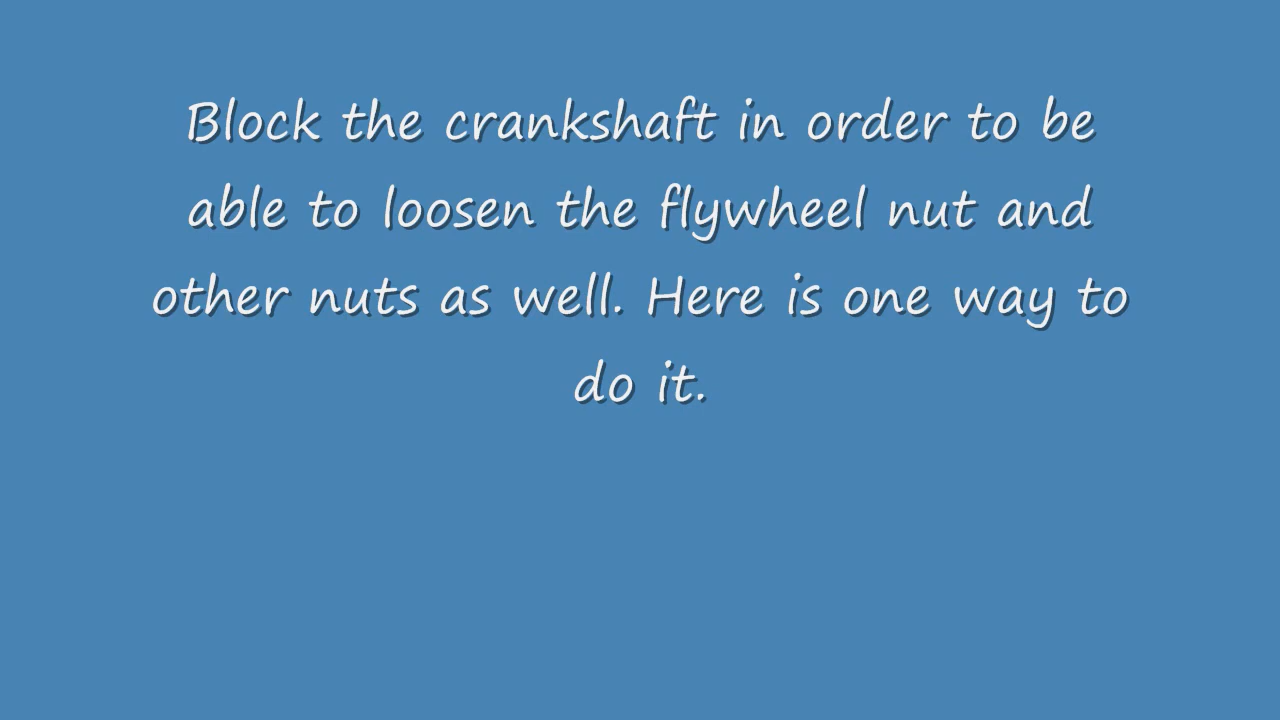 Block the crankshaft in order to be
able to loosen the flywheel nut and
other nuts as well. Here is one way to
do it.